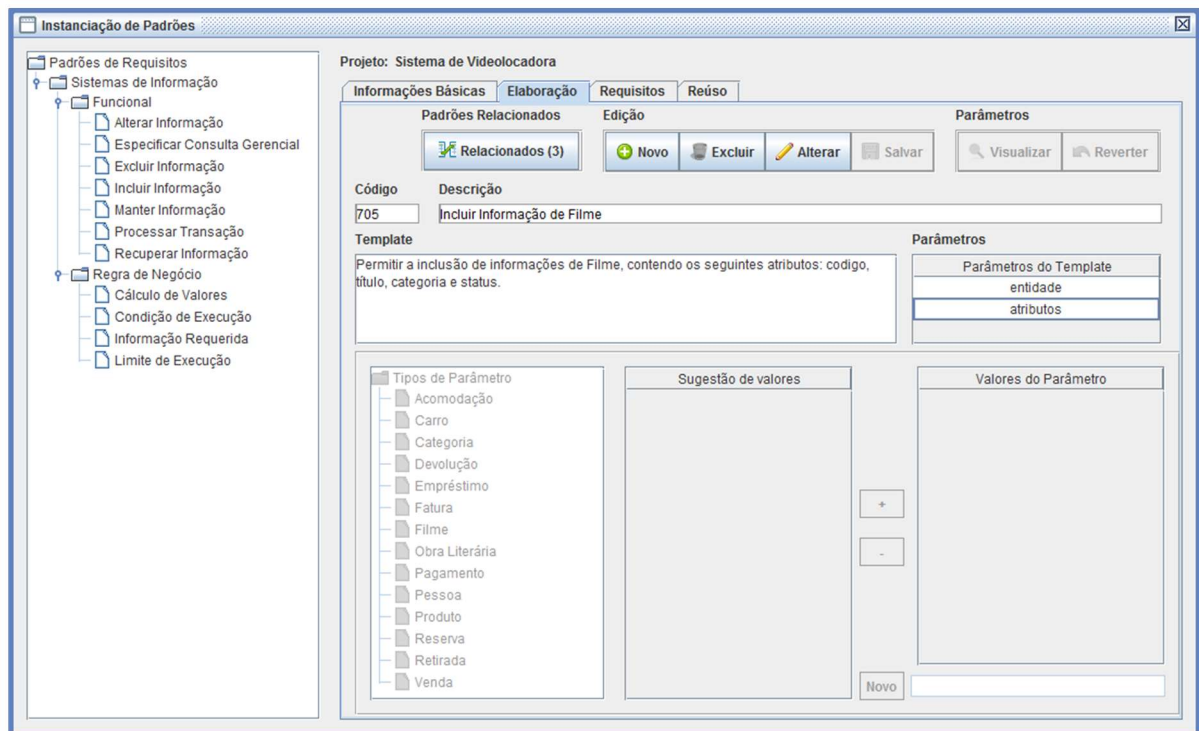 Instanciação de Padrões
Padrões de Requisitos
Sistemas de Informação
Funcional
Alterar Informação
Especificar Consulta Gerencial
Excluir Informação
Incluir Informação
Manter Informação
Processar Transação
Recuperar Informação
Regra de Negócio
Cálculo de Valores
Condição de Execução
Informação Requerida
Limite de Execução
Projeto: Sistema de Videolocadora
Informações Básicas Elaboração Requisitos Reúso
Padrões Relacionados Edição Parâmetros
Relacionados (3) Novo Excluir Alterar Salvar Visualizar Reverter
Código Descrição
705 Incluir Informação de Filme
Template Parâmetros
Permitir a inclusão de informações de Filme, contendo os seguintes atributos: codigo,
título, categoria e status.
Parâmetros do Template
entidade
atributos
Tipos de Parâmetro
Acomodação
Carro
Categoria
Devolução
Empréstimo
Fatura
Filme
Obra Literária
Pagamento
Pessoa
Produto
Reserva
Retirada
Venda
Sugestão de valores
+
-
Valores do Parâmetro
Novo